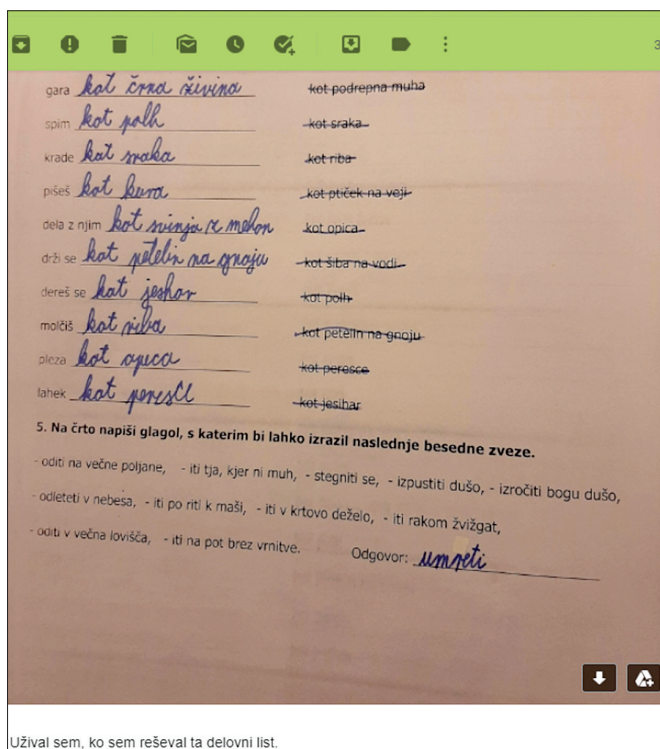 3
gara kot črna živina kot podrepna muha
spim kot polh kot sraka
krade kot sraka kot riba
pišeš kot kura kot ptiček na veji
dela z njim kot svinja z mehon kot opica
drži se kot petelin na gnoju kot šiba na vodi
dereš se kot jeshar kot polh
molčiš kot riba kot petelin na gnoju
pleza kot opica kot peresce
lahek kot peresce kot jesihar
5. Na črto napiši glagol, s katerim bi lahko izrazil naslednje besedne zveze.
- oditi na večne poljane, - iti tja, kjer ni muh, - stegniti se, - izpustiti dušo, - izročiti bogu dušo,
- odleteti v nebesa, - iti po riti k maši, - iti v krtovo deželo, - iti rakom žvižgat,
- oditi v večna lovišča, - iti na pot brez vrnitve. Odgovor: umreti
Užival sem, ko sem reševal ta delovni list.